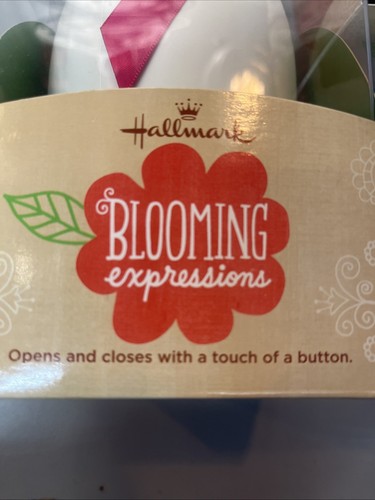 Hallmark
BLOOMING
expressions
Opens and closes with a touch of a button.